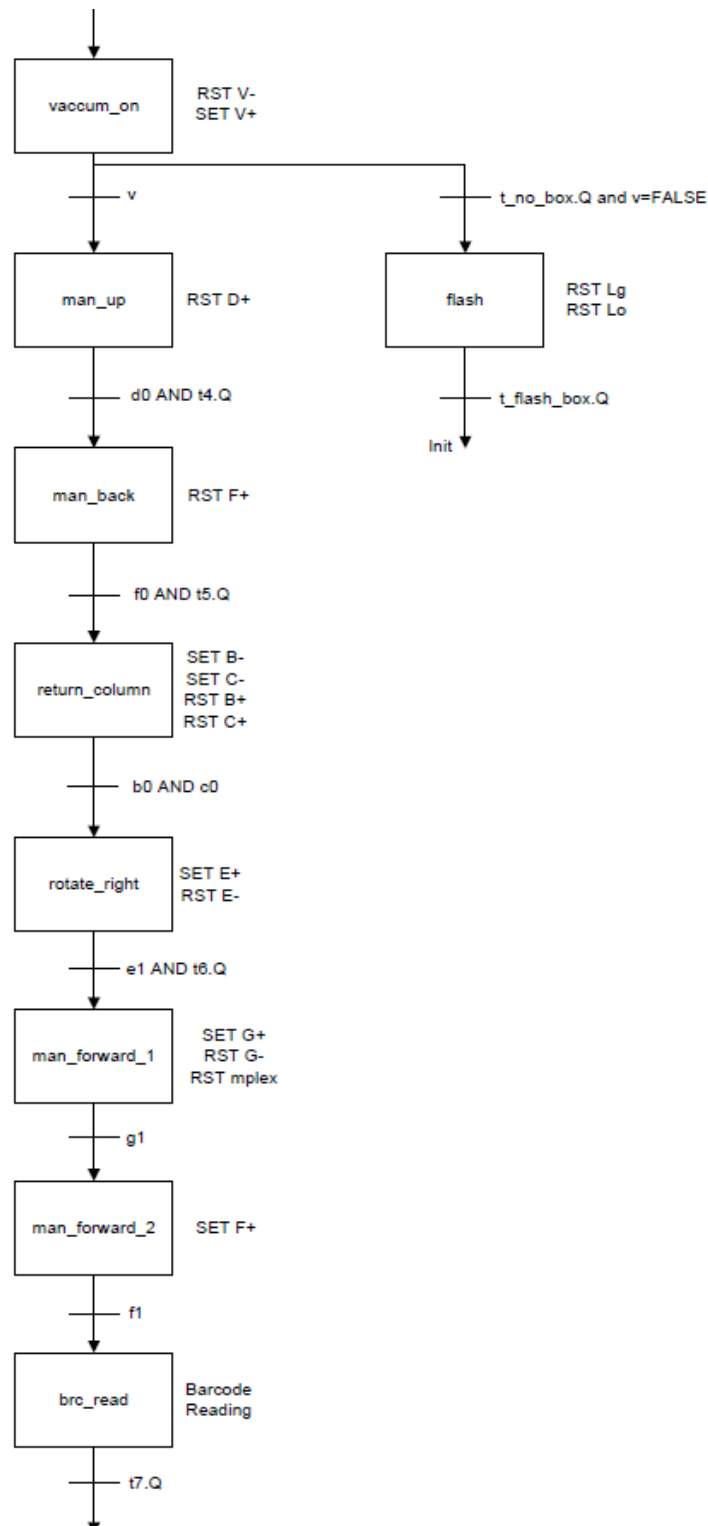 vaccum_on
RST V-
SET V+
v
t_no_box.Q and v=FALSE
man_up
RST D+
flash
RST Lg
RST Lo
d0 AND t4.Q
t_flash_box.Q
Init
man_back
RST F+
f0 AND t5.Q
return_column
SET B-
SET C-
RST B+
RST C+
b0 AND c0
rotate_right
SET E+
RST E-
e1 AND t6.Q
man_forward_1
SET G+
RST G-
RST mplex
g1
man_forward_2
SET F+
f1
brc_read
Barcode
Reading
t7.Q